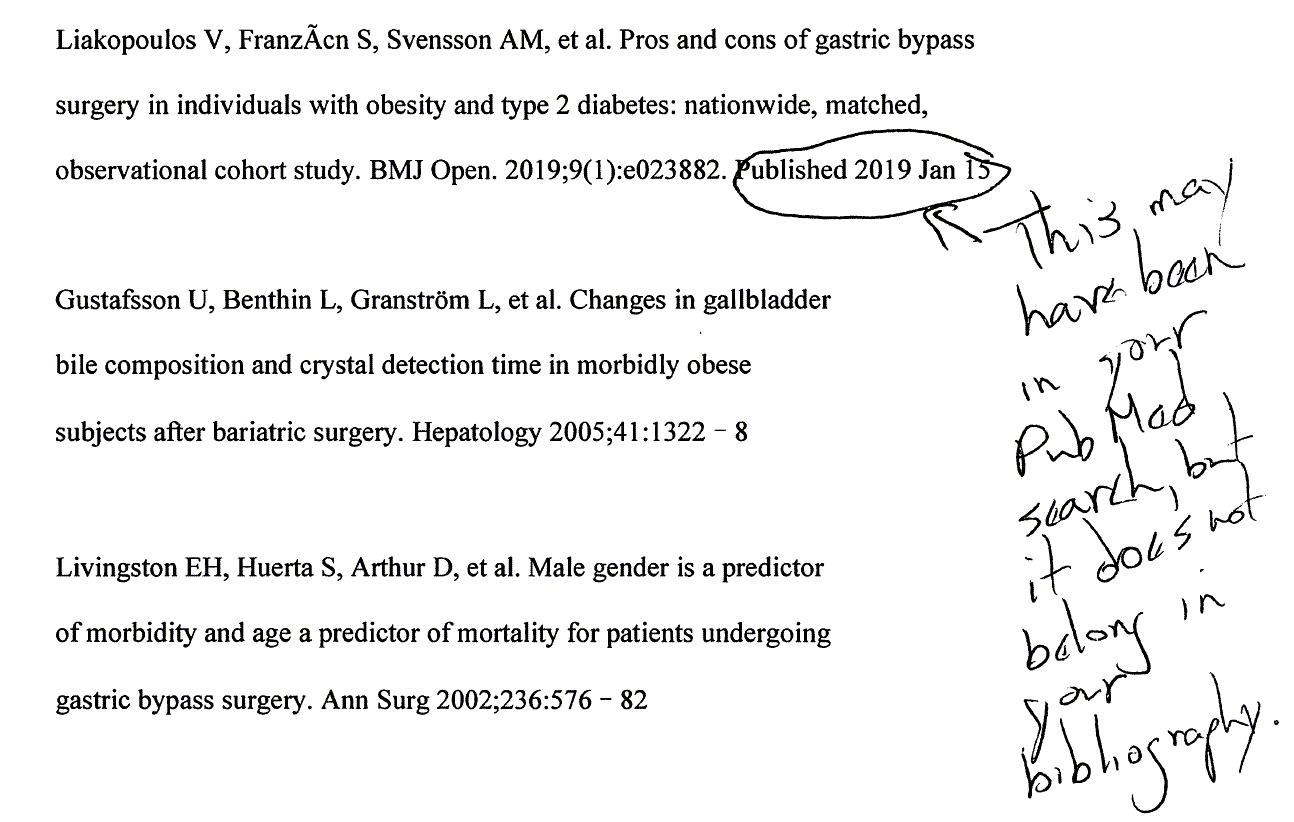 Liakopoulos V, FranzÃcn S, Svensson AM, et al. Pros and cons of gastric bypass
surgery in individuals with obesity and type 2 diabetes: nationwide, matched,
observational cohort study. BMJ Open. 2019;9(1):e023882. Published 2019 Jan 15
Gustafsson U, Benthin L, Granström L, et al. Changes in gallbladder
bile composition and crystal detection time in morbidly obese
subjects after bariatric surgery. Hepatology 2005;41:1322 – 8
Livingston EH, Huerta S, Arthur D, et al. Male gender is a predictor
of morbidity and age a predictor of mortality for patients undergoing
gastric bypass surgery. Ann Surg 2002;236:576 – 82
This may
have been
in your
Pub Med
search, but
it does not
belong in
your
bibliography.